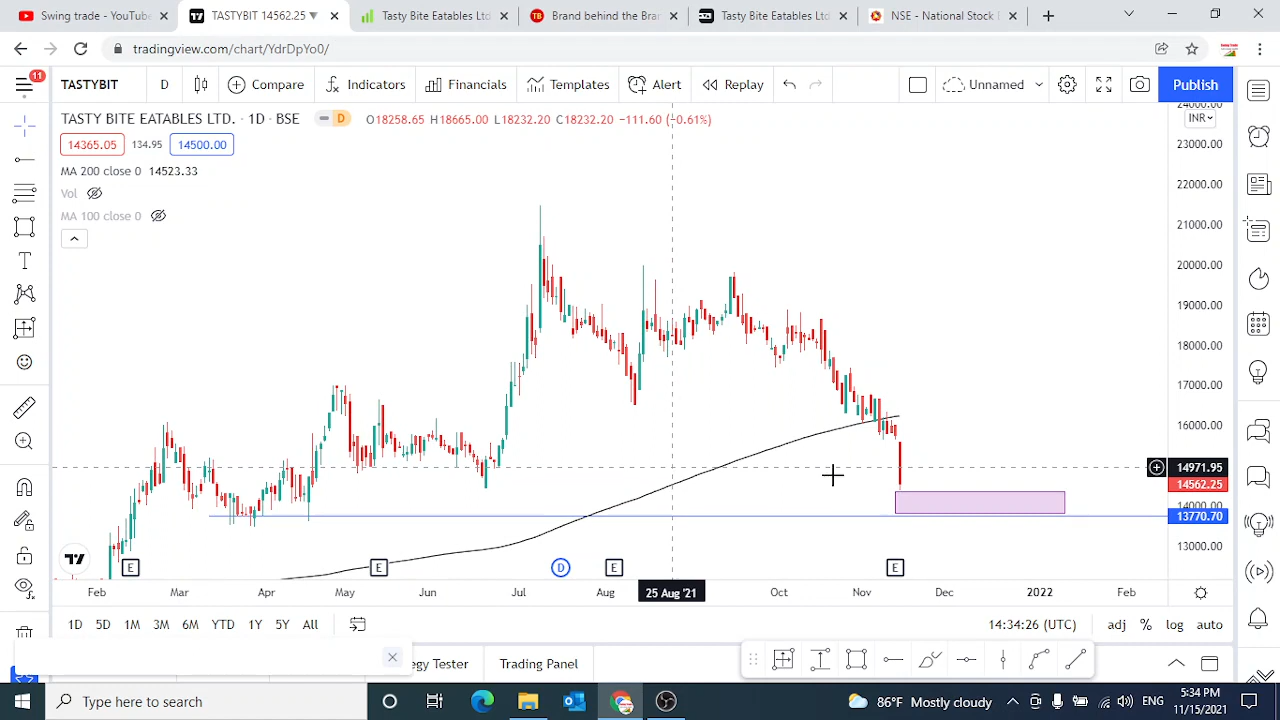 Swing trade - YouTub
TASTYBIT 14562.25 ▼
Tasty Bite Eatables Ltd
Brand behind the Bra
Tasty Bite Eatables Ltd
NSE - National Stock E
tradingview.com/chart/YdrDpYo0/
11
TASTYBIT
D
Compare
Indicators
Financials
Templates
Alert
Replay
Unnamed
Publish
TASTY BITE EATABLES LTD. · 1D · BSE
D
O18258.65 H18665.00 L18232.20 C18232.20 −111.60 (−0.61%)
24000.00
INR
14365.05
134.95
14500.00
MA 200 close 0 14523.33
Vol
MA 100 close 0
23000.00
22000.00
21000.00
20000.00
19000.00
18000.00
17000.00
16000.00
14971.95
14562.25
14000.00
13770.70
13000.00
E
E
D
E
E
Feb
Mar
Apr
May
Jun
Jul
Aug
25 Aug '21
Oct
Nov
Dec
2022
Feb
1D
5D
1M
3M
6M
YTD
1Y
5Y
All
14:34:26 (UTC)
adj
%
log
auto
egy Tester
Trading Panel
Type here to search
86°F Mostly cloudy
ENG
5:34 PM
11/15/2021